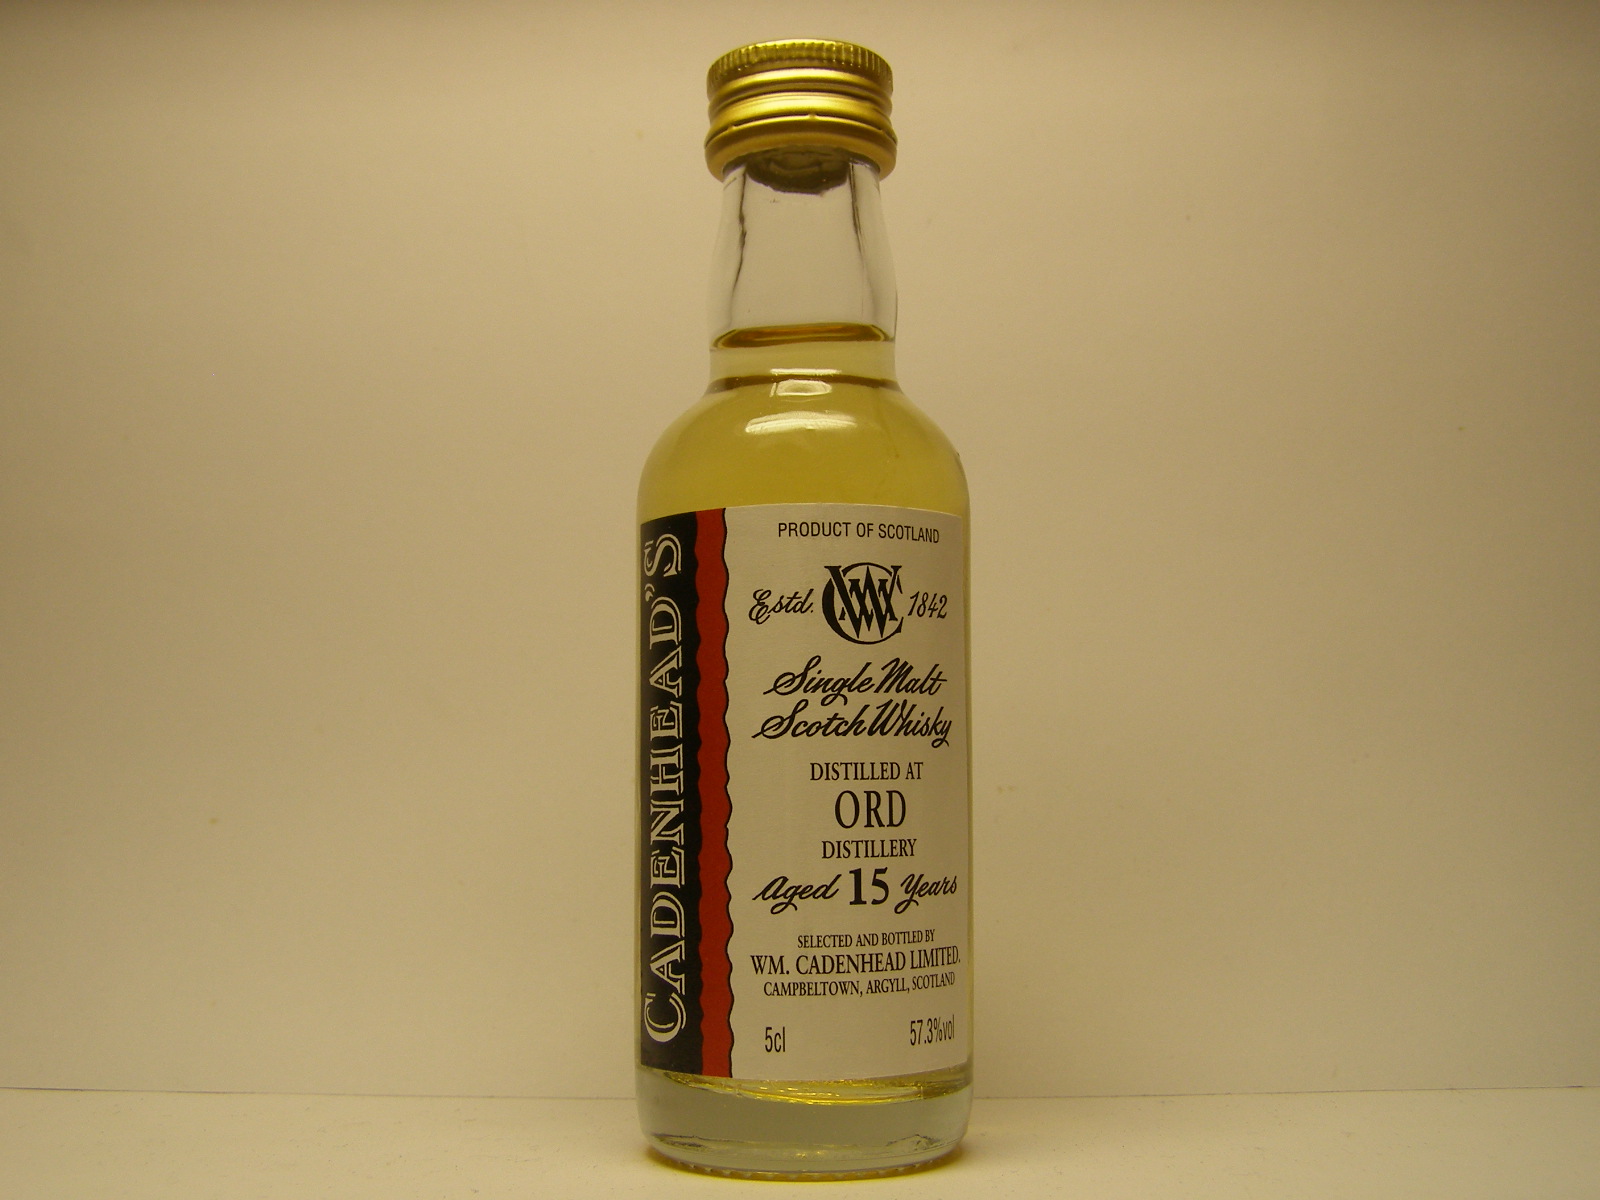 CADENHEAD'S
PRODUCT OF SCOTLAND
Estd. WC 1842
Single Malt
Scotch Whisky
DISTILLED AT
ORD
DISTILLERY
Aged 15 Years
SELECTED AND BOTTLED BY
WM. CADENHEAD LIMITED.
CAMPBELTOWN, ARGYLL, SCOTLAND
5cl 57.3%vol